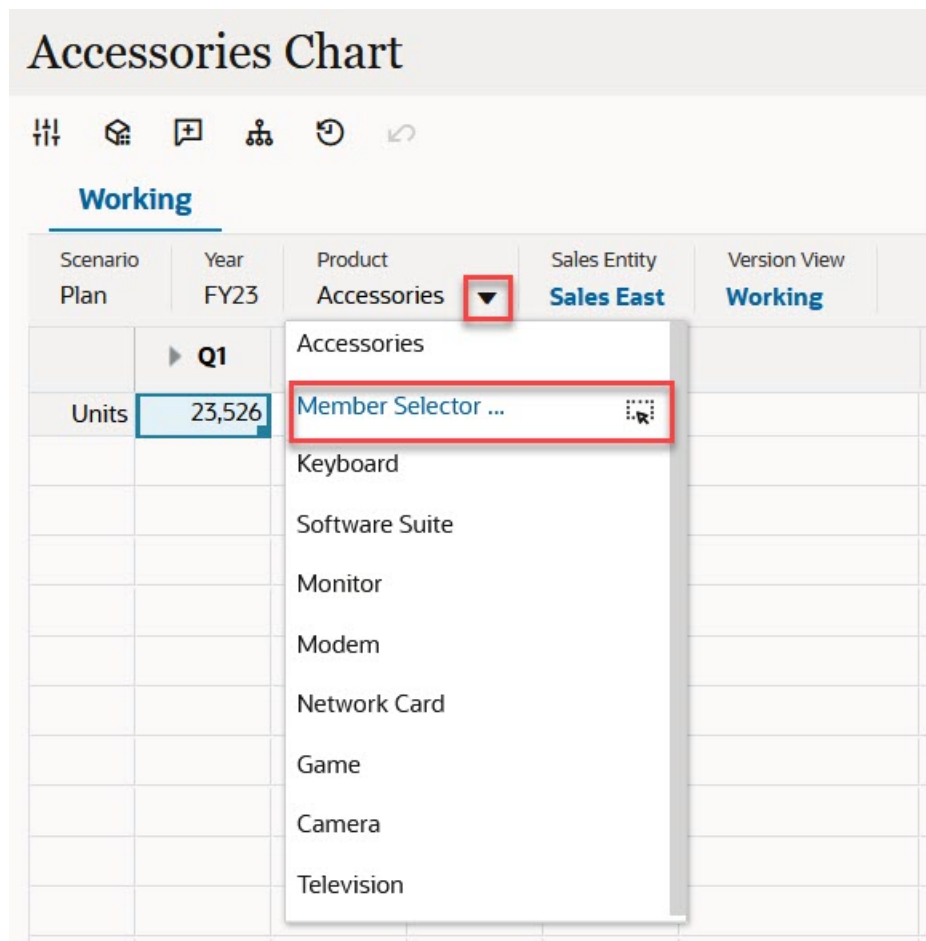 Accessories Chart
Working
Scenario Year Product Sales Entity Version View
Plan FY23 Accessories Sales East Working
Q1
Units 23,526
Accessories
Member Selector ...
Keyboard
Software Suite
Monitor
Modem
Network Card
Game
Camera
Television